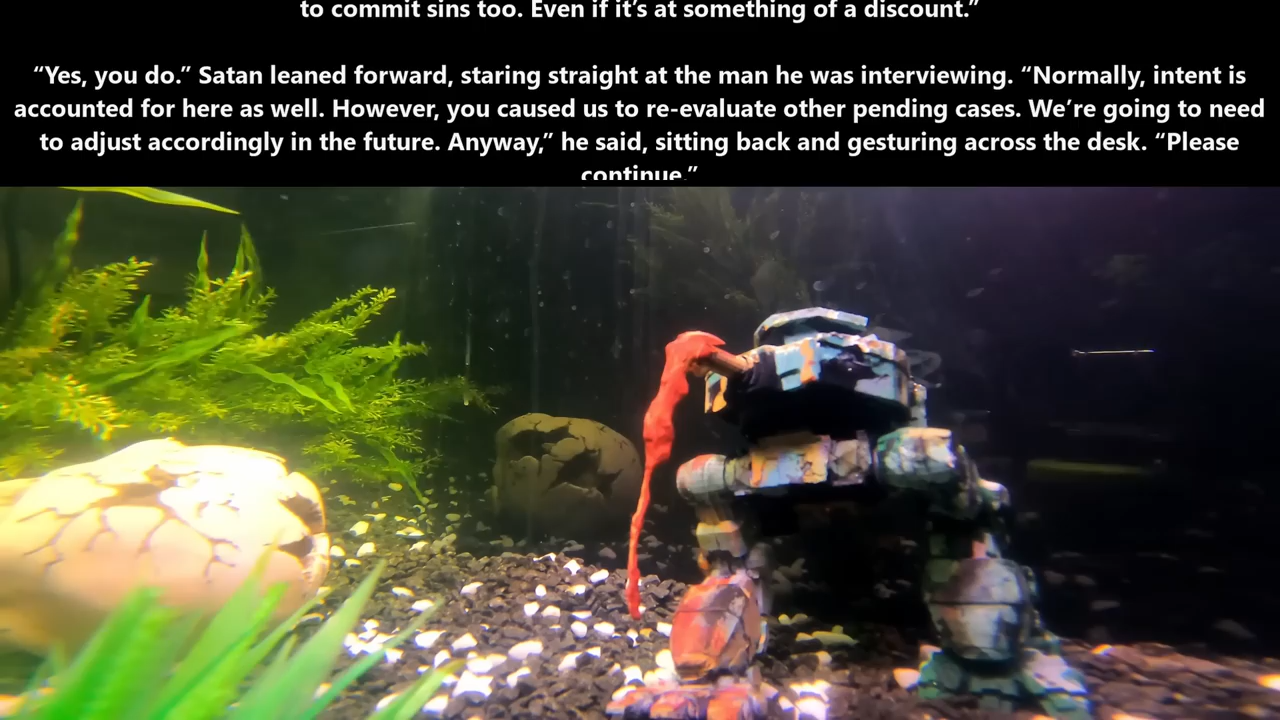 to commit sins too. Even if it’s at something of a discount.”
“Yes, you do.” Satan leaned forward, staring straight at the man he was interviewing. “Normally, intent is
accounted for here as well. However, you caused us to re-evaluate other pending cases. We’re going to need
to adjust accordingly in the future. Anyway,” he said, sitting back and gesturing across the desk. “Please
continue.”